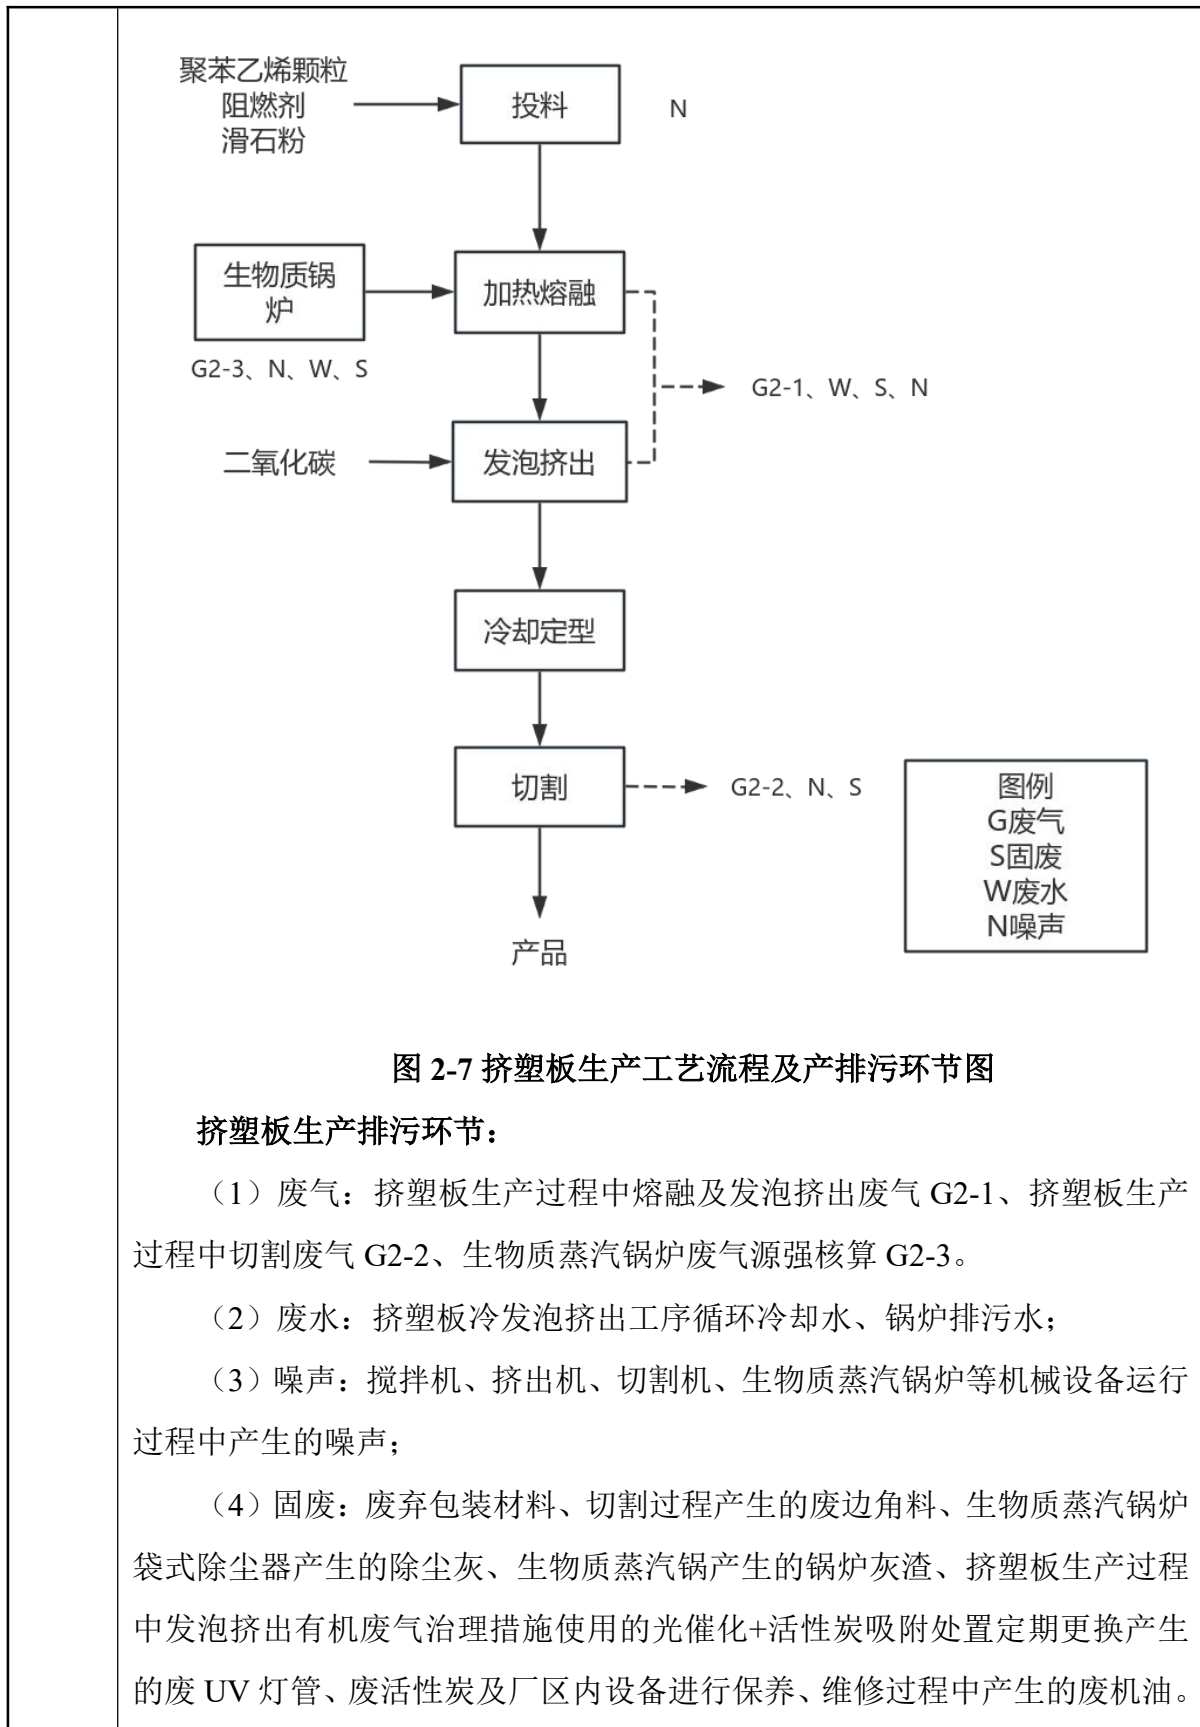 聚苯乙烯颗粒
阻燃剂
滑石粉
投料
N
生物质锅
炉
加热熔融
G2-3、N、W、S
G2-1、W、S、N
二氧化碳
发泡挤出
冷却定型
切割
G2-2、N、S
图例
G废气
S固废
W废水
N噪声
产品
图 2-7 挤塑板生产工艺流程及产排污环节图
挤塑板生产排污环节：
（1）废气：挤塑板生产过程中熔融及发泡挤出废气 G2-1、挤塑板生产
过程中切割废气 G2-2、生物质蒸汽锅炉废气源强核算 G2-3。
（2）废水：挤塑板冷发泡挤出工序循环冷却水、锅炉排污水；
（3）噪声：搅拌机、挤出机、切割机、生物质蒸汽锅炉等机械设备运行
过程中产生的噪声；
（4）固废：废弃包装材料、切割过程产生的废边角料、生物质蒸汽锅炉
袋式除尘器产生的除尘灰、生物质蒸汽锅产生的锅炉灰渣、挤塑板生产过程
中发泡挤出有机废气治理措施使用的光催化+活性炭吸附处置定期更换产生
的废 UV 灯管、废活性炭及厂区内设备进行保养、维修过程中产生的废机油。